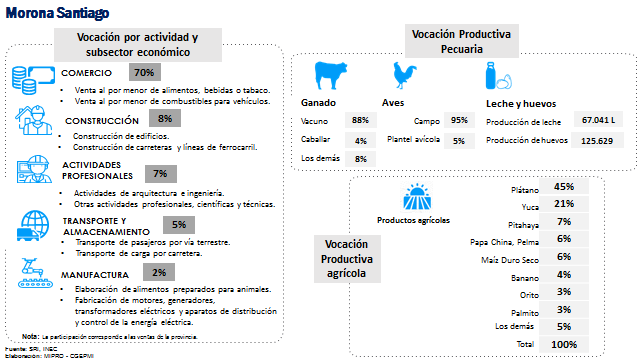 Morona Santiago
Vocación por actividad y
subsector económico
COMERCIO 70%
• Venta al por menor de alimentos, bebidas o tabaco.
• Venta al por menor de combustibles para vehículos.
CONSTRUCCIÓN 8%
• Construcción de edificios.
• Construcción de carreteras y líneas de ferrocarril.
ACTIVIDADES
PROFESIONALES 7%
• Actividades de arquitectura e ingeniería.
• Otras actividades profesionales, científicas y técnicas.
TRANSPORTE Y
ALMACENAMIENTO 5%
• Transporte de pasajeros por vía terrestre.
• Transporte de carga por carretera.
MANUFACTURA 2%
• Elaboración de alimentos preparados para animales.
• Fabricación de motores, generadores,
transformadores eléctricos y aparatos de distribución
y control de la energía eléctrica.
Nota: La participación corresponde a las ventas de la provincia.
Fuente: SRI, INEC
Elaboración: MIPRO - CGEPMI
Vocación Productiva
Pecuaria
Ganado
Vacuno 88%
Caballar 4%
Los demás 8%
Aves
Campo 95%
Plantel avícola 5%
Leche y huevos
Producción de leche 67.041 L
Producción de huevos 125.629
Vocación
Productiva
agrícola
Productos agrícolas
Plátano 45%
Yuca 21%
Pitahaya 7%
Papa China, Pelma 6%
Maíz Duro Seco 6%
Banano 4%
Orito 3%
Palmito 3%
Los demás 5%
Total 100%